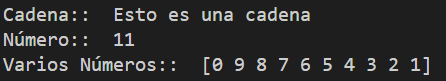 Cadena::  Esto es una cadena
Número::  11
Varios Números::  [0 9 8 7 6 5 4 3 2 1]